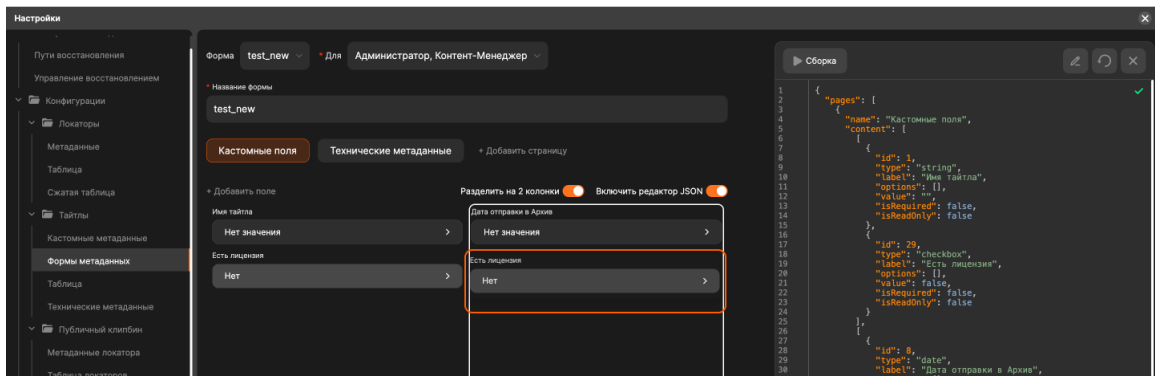 Настройки
Пути восстановления
Управление восстановлением
Конфигурации
Локаторы
Метаданные
Таблица
Сжатая таблица
Тайтлы
Кастомные метаданные
Формы метаданных
Таблица
Технические метаданные
Публичный клипбин
Метаданные локатора
Таблица локаторов
Форма test_new * Для Администратор, Контент-Менеджер
* Название формы
test_new
Кастомные поля Технические метаданные + Добавить страницу
+ Добавить поле Разделить на 2 колонки Включить редактор JSON
Имя тайтла
Нет значения
Есть лицензия
Нет
Дата отправки в Архив
Нет значения
Есть лицензия
Нет
Сборка
1 {
2 "pages": [
3 {
4 "name": "Кастомные поля",
5 "content": [
6 [
7 {
8 "id": 1,
9 "type": "string",
10 "label": "Имя тайтла",
11 "options": [],
12 "value": "",
13 "isRequired": false,
14 "isReadOnly": false
15 },
16 {
17 "id": 29,
18 "type": "checkbox",
19 "label": "Есть лицензия",
20 "options": [],
21 "value": false,
22 "isRequired": false,
23 "isReadOnly": false
24 }
25 ],
26 [
27 {
28 "id": 8,
29 "type": "date",
30 "label": "Дата отправки в Архив",